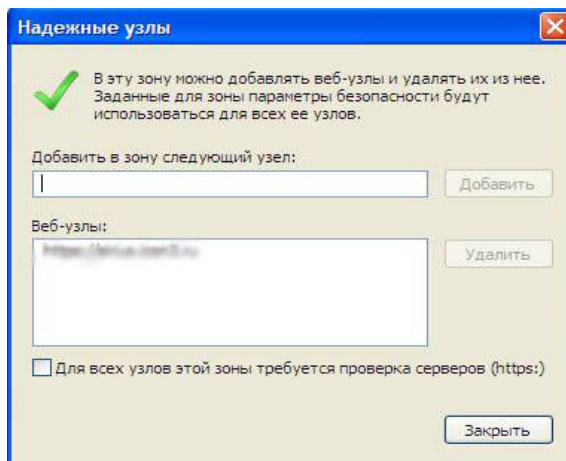 Надежные узлы
В эту зону можно добавлять веб-узлы и удалять их из нее.
Заданные для зоны параметры безопасности будут
использоваться для всех ее узлов.
Добавить в зону следующий узел:
Добавить
Веб-узлы:
Удалить
Для всех узлов этой зоны требуется проверка серверов (https:)
Закрыть